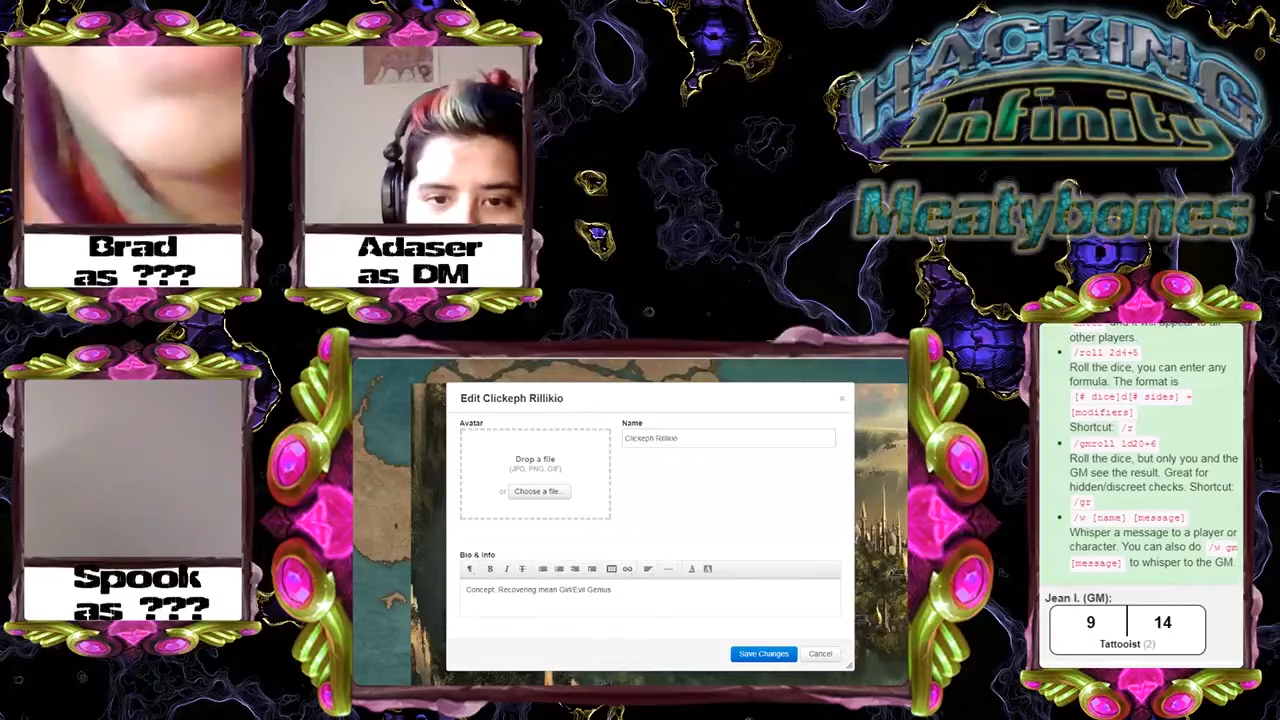 HACKING
Infinity
Meatybones
Brad
as ???
Adaser
as DM
Spook
as ???
Edit Clickeph Rillikio
Avatar
Drop a file
(JPG, PNG, GIF)
or Choose a file...
Name
Clickeph Rillikio
Bio & Info
Concept: Recovering mean Girl/Evil Genius
Save Changes
Cancel
other players.
/roll 2d4+5
Roll the dice, you can enter any
formula. The format is
[# dice]d[# sides] +
[modifiers]
Shortcut: /r
/gmroll 1d20+6
Roll the dice, but only you and the
GM see the result. Great for
hidden/discreet checks. Shortcut:
/gr
/w [name] [message]
Whisper a message to a player or
character. You can also do /w gm
[message] to whisper to the GM.
Jean I. (GM):
9 14
Tattooist (2)